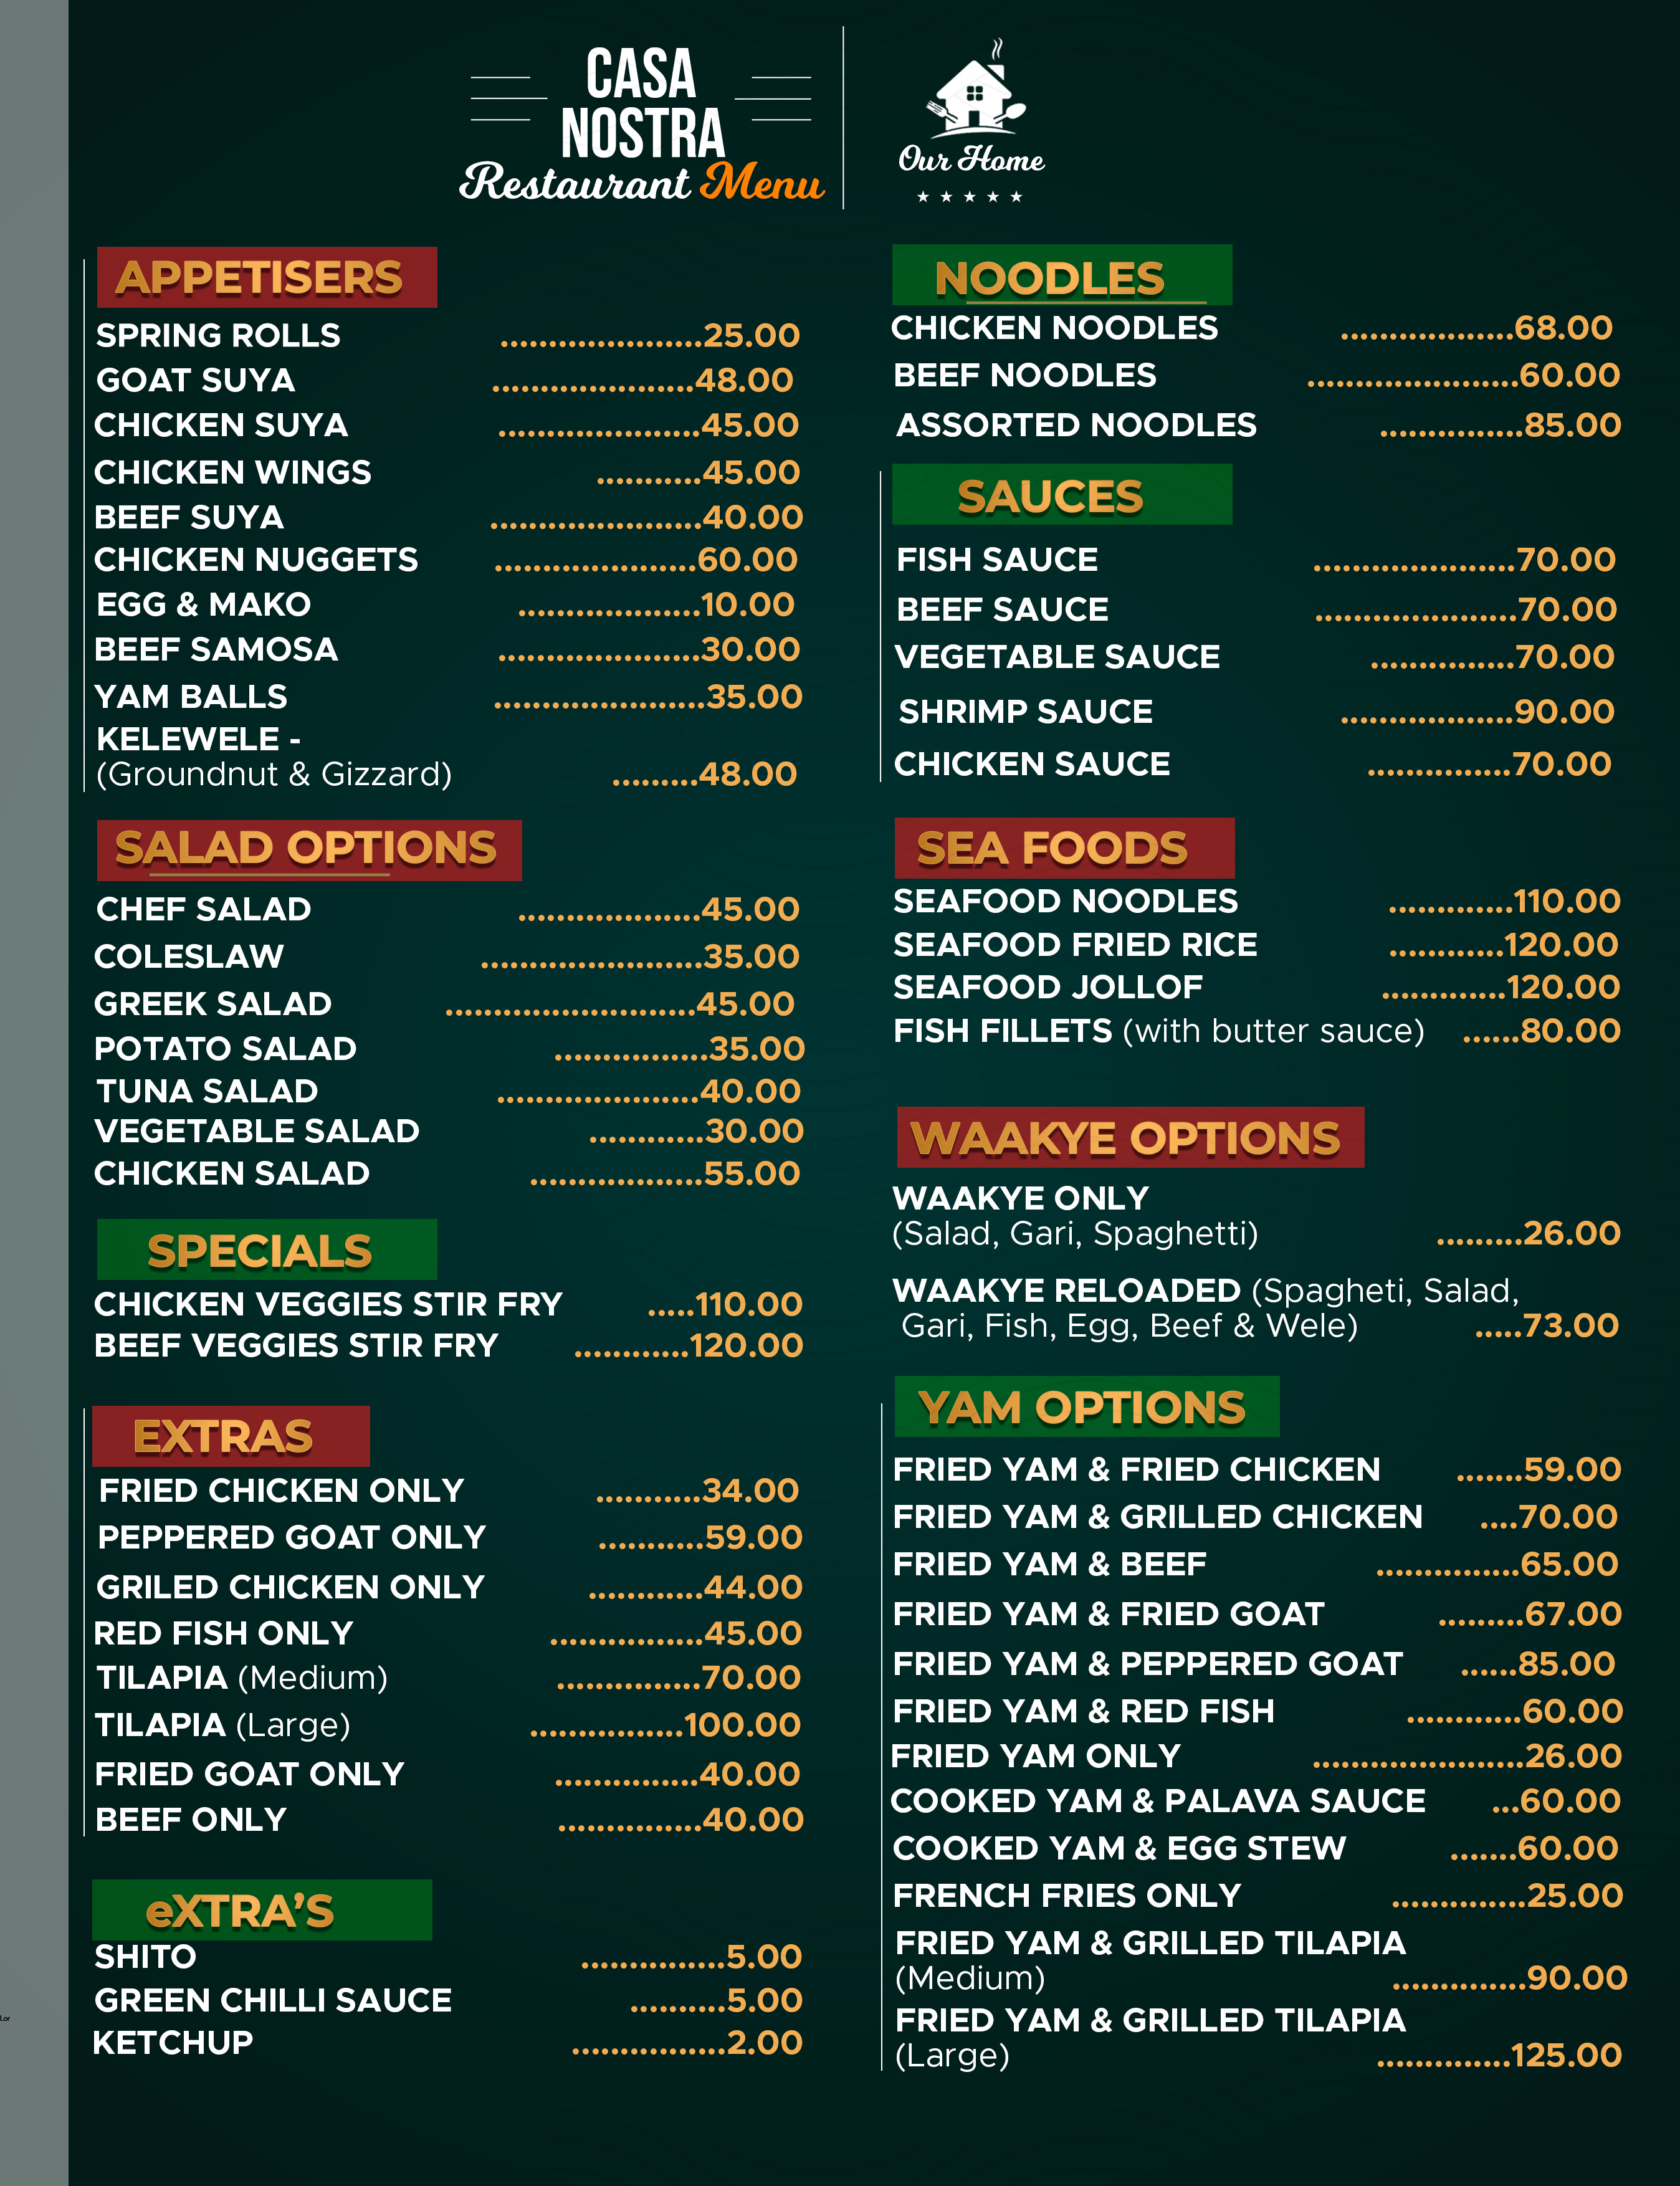 CASA
NOSTRA
Restaurant Menu
Our Home
APPETISERS
SPRING ROLLS .....................25.00
GOAT SUYA .....................48.00
CHICKEN SUYA .....................45.00
CHICKEN WINGS ...........45.00
BEEF SUYA ......................40.00
CHICKEN NUGGETS .....................60.00
EGG & MAKO ...................10.00
BEEF SAMOSA .....................30.00
YAM BALLS ......................35.00
KELEWELE -
(Groundnut & Gizzard) .........48.00
SALAD OPTIONS
CHEF SALAD ...................45.00
COLESLAW .......................35.00
GREEK SALAD ..........................45.00
POTATO SALAD ................35.00
TUNA SALAD .....................40.00
VEGETABLE SALAD ............30.00
CHICKEN SALAD ..................55.00
SPECIALS
CHICKEN VEGGIES STIR FRY .....110.00
BEEF VEGGIES STIR FRY ............120.00
EXTRAS
FRIED CHICKEN ONLY ...........34.00
PEPPERED GOAT ONLY ...........59.00
GRILED CHICKEN ONLY ............44.00
RED FISH ONLY ................45.00
TILAPIA (Medium) ...............70.00
TILAPIA (Large) ................100.00
FRIED GOAT ONLY ...............40.00
BEEF ONLY ...............40.00
eXTRA'S
SHITO ...............5.00
GREEN CHILLI SAUCE ..........5.00
KETCHUP ................2.00
NOODLES
CHICKEN NOODLES ..................68.00
BEEF NOODLES ......................60.00
ASSORTED NOODLES ...............85.00
SAUCES
FISH SAUCE .....................70.00
BEEF SAUCE .....................70.00
VEGETABLE SAUCE ...............70.00
SHRIMP SAUCE ..................90.00
CHICKEN SAUCE ...............70.00
SEA FOODS
SEAFOOD NOODLES .............110.00
SEAFOOD FRIED RICE ............120.00
SEAFOOD JOLLOF .............120.00
FISH FILLETS (with butter sauce) ......80.00
WAAKYE OPTIONS
WAAKYE ONLY
(Salad, Gari, Spaghetti) .........26.00
WAAKYE RELOADED (Spagheti, Salad,
Gari, Fish, Egg, Beef & Wele) .....73.00
YAM OPTIONS
FRIED YAM & FRIED CHICKEN .......59.00
FRIED YAM & GRILLED CHICKEN ....70.00
FRIED YAM & BEEF ...............65.00
FRIED YAM & FRIED GOAT .........67.00
FRIED YAM & PEPPERED GOAT ......85.00
FRIED YAM & RED FISH ............60.00
FRIED YAM ONLY ......................26.00
COOKED YAM & PALAVA SAUCE ...60.00
COOKED YAM & EGG STEW .......60.00
FRENCH FRIES ONLY ..............25.00
FRIED YAM & GRILLED TILAPIA
(Medium) ..............90.00
FRIED YAM & GRILLED TILAPIA
(Large) ..............125.00